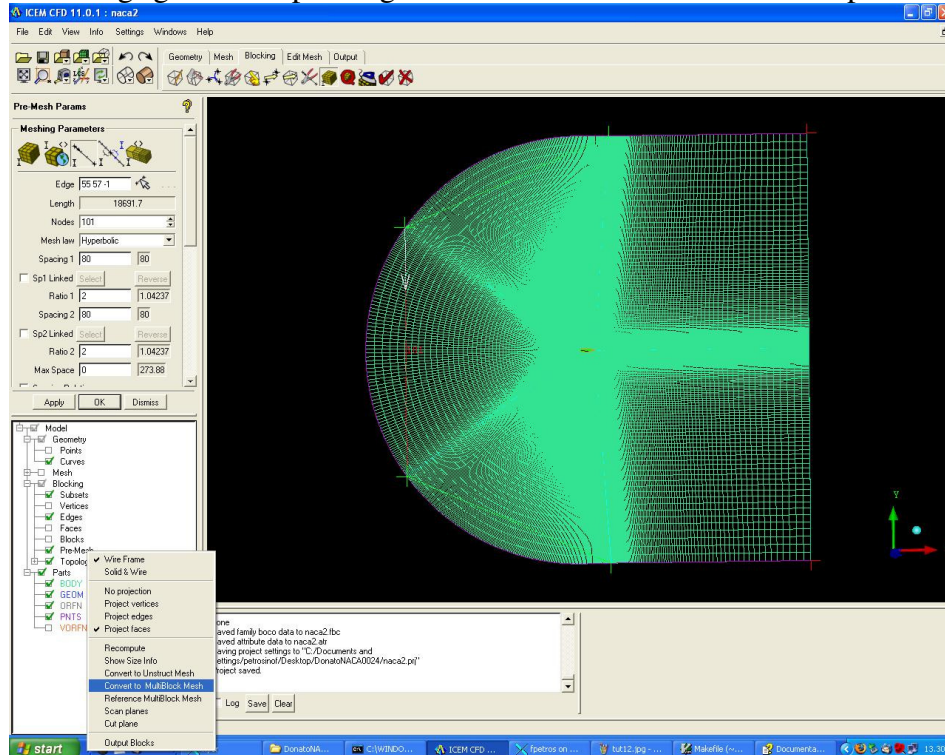 ICEM CFD 11.0.1 : naca2
File Edit View Info Settings Windows Help
Geometry Mesh Blocking Edit Mesh Output
Pre-Mesh Params
Meshing Parameters
Edge 55 57 -1
Length 18691.7
Nodes 101
Mesh law Hyperbolic
Spacing 1 80 80
Sp1 Linked Select Reverse
Ratio 1 2 1.04237
Spacing 2 80 80
Sp2 Linked Select Reverse
Ratio 2 2 1.04237
Max Space 0 273.88
Apply OK Dismiss
Model
Geometry
Points
Curves
Mesh
Blocking
Subsets
Vertices
Edges
Faces
Blocks
Pre-Mesh
Topolog
Parts
BODY
GEOM
ORFN
PNTS
VORFN
Wire Frame
Solid & Wire
No projection
Project vertices
Project edges
Project faces
Recompute
Show Size Info
Convert to Unstruct Mesh
Convert to MultiBlock Mesh
Reference MultiBlock Mesh
Scan planes
Cut plane
Output Blocks
one
aved family boco data to naca2.fbc
aved attribute data to naca2.atr
aving project settings to "C:/Documents and
ettings/petrosinof/Desktop/DonatoNACA0024/naca2.prj"
roject saved.
Log Save Clear
Y
start DonatoNA... C:\WINDO... ICEM CFD ... fpetros on ... tut12.jpg - ... Makefile (~... Documenta... 13.30